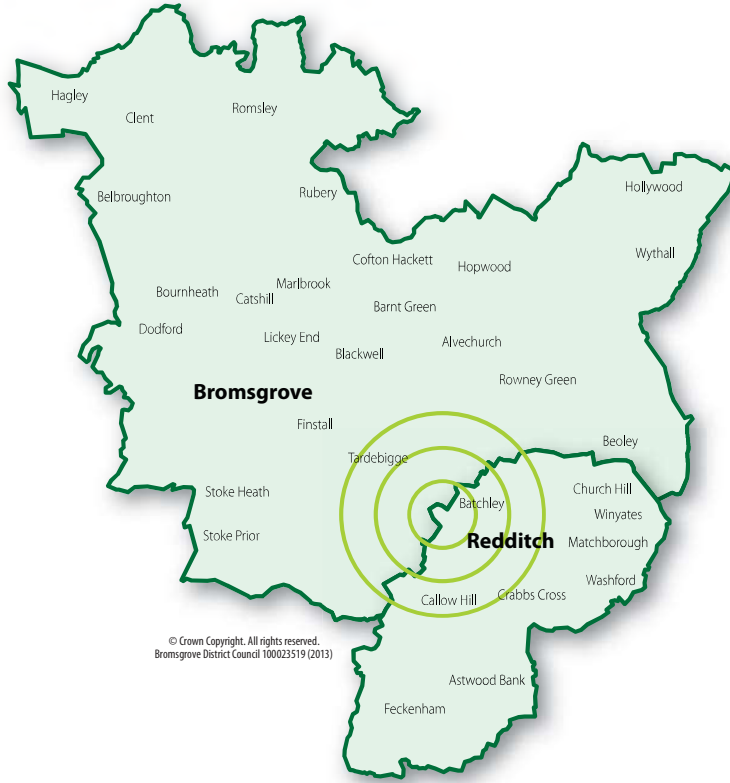 Hagley
Clent
Romsley
Belbroughton
Rubery
Hollywood
Cofton Hackett
Hopwood
Wythall
Bournheath
Catshill
Marlbrook
Barnt Green
Dodford
Lickey End
Blackwell
Alvechurch
Rowney Green
Bromsgrove
Finstall
Tardebigge
Beoley
Stoke Heath
Batchley
Church Hill
Winyates
Stoke Prior
Redditch
Matchborough
Washford
Callow Hill
Crabbs Cross
© Crown Copyright. All rights reserved.
Bromsgrove District Council 100023519 (2013)
Astwood Bank
Feckenham